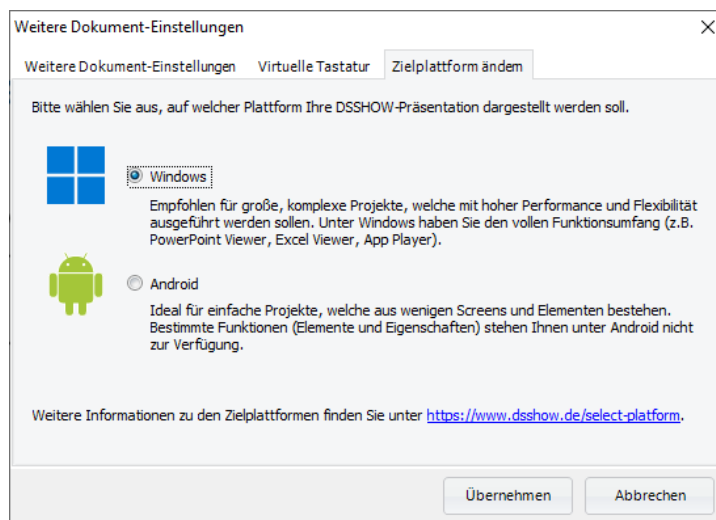 Weitere Dokument-Einstellungen
Weitere Dokument-Einstellungen Virtuelle Tastatur Zielplattform ändern
Bitte wählen Sie aus, auf welcher Plattform Ihre DSSHOW-Präsentation dargestellt werden soll.
Windows
Empfohlen für große, komplexe Projekte, welche mit hoher Performance und Flexibilität
ausgeführt werden sollen. Unter Windows haben Sie den vollen Funktionsumfang (z.B.
PowerPoint Viewer, Excel Viewer, App Player).
Android
Ideal für einfache Projekte, welche aus wenigen Screens und Elementen bestehen.
Bestimmte Funktionen (Elemente und Eigenschaften) stehen Ihnen unter Android nicht
zur Verfügung.
Weitere Informationen zu den Zielplattformen finden Sie unter https://www.dsshow.de/select-platform.
Übernehmen Abbrechen